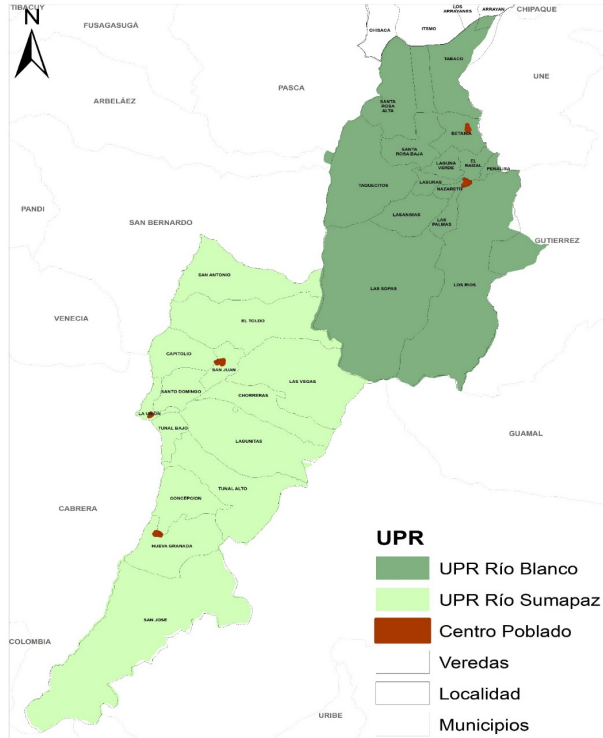 TIBACUY
N
FUSAGASUGÁ
LOS
ARRAYANES
ARRAYAN
CHIPAQUE
CHISACA
ITSMO
TABACO
UNE
PASCA
ARBELÁEZ
SANTA
ROSA
ALTA
BETANIA
SANTA
ROSA BAJA
LAGUNA
VERDE
EL
RAIZAL
PEÑALISA
TAQUECITOS
LAS AURAS
NAZARETH
LAS ANIMAS
LAS
PALMAS
PANDI
SAN BERNARDO
GUTIERREZ
SAN ANTONIO
LAS SOPAS
LOS RIOS
VENECIA
EL TOLDO
CAPITOLIO
SAN JUAN
LAS VEGAS
SANTO DOMINGO
CHORRERAS
LA UNION
TUNAL BAJO
LAGUNITAS
GUAMAL
CABRERA
TUNAL ALTO
CONCEPCION
NUEVA GRANADA
SAN JOSE
COLOMBIA
URIBE
UPR
UPR Río Blanco
UPR Río Sumapaz
Centro Poblado
Veredas
Localidad
Municipios